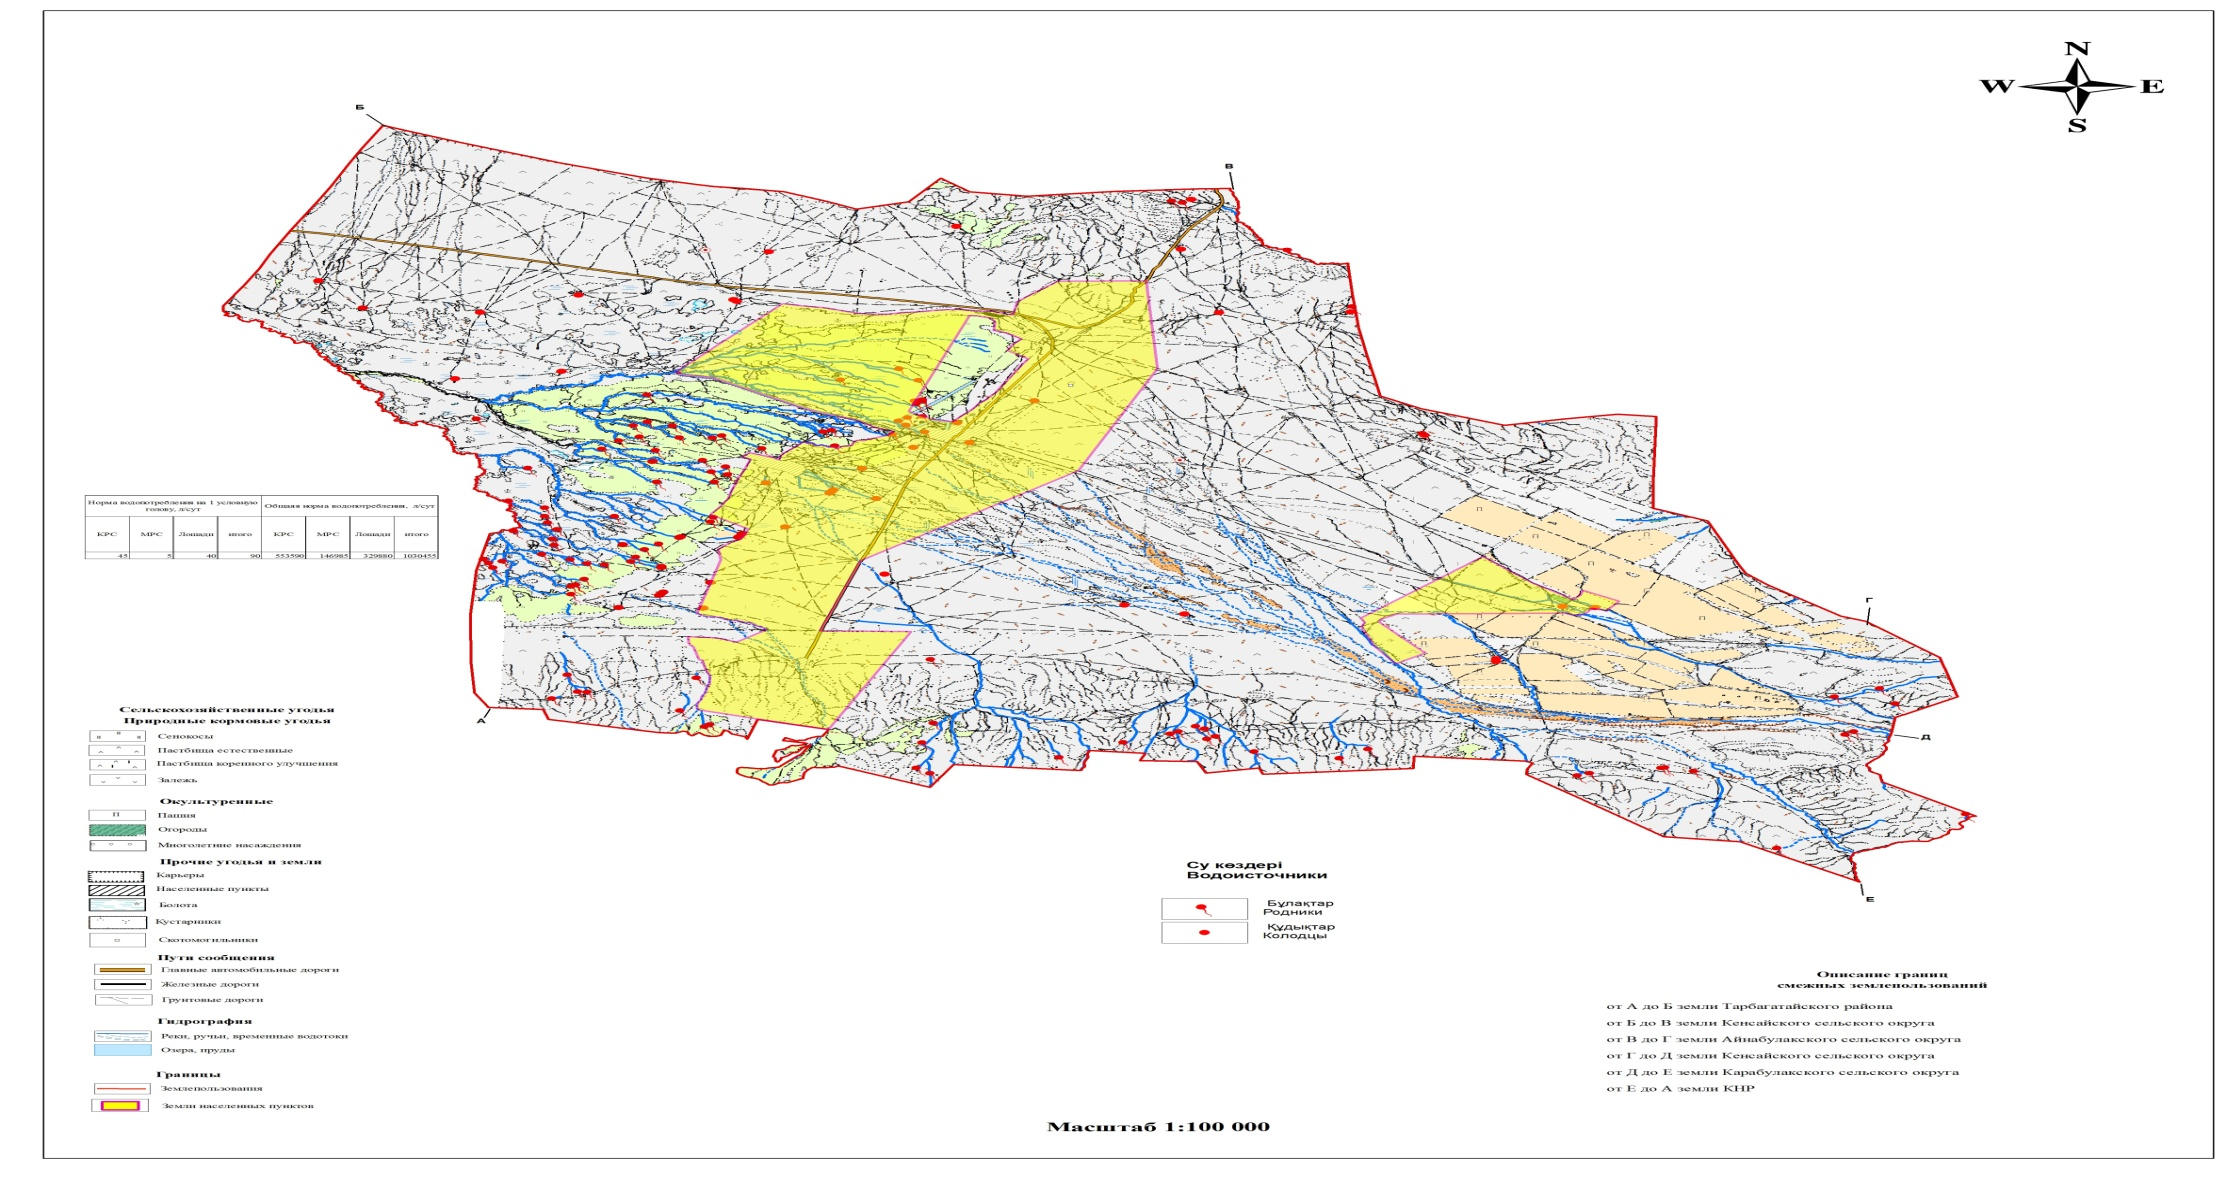 N
W E
S
Б
В
Г
Д
Е
А
Норма водопотребления на 1 условную голову, л/сут
Общая норма водопотребления, л/сут
КРС МРС Лошади итого КРС МРС Лошади итого
45 5 40 90 553590 146985 329880 1030455
Сельскохозяйственные угодья
Природные кормовые угодья
Сенокосы
Пастбища естественные
Пастбища коренного улучшения
Залежь
Окультуренные
П Пашня
Огороды
Многолетние насаждения
Прочие угодья и земли
Карьеры
Населенные пункты
Болота
Кустарники
Скотомогильники
Пути сообщения
Главные автомобильные дороги
Железные дороги
Грунтовые дороги
Гидрография
Реки, ручьи, временные водотоки
Озера, пруды
Границы
Землепользования
Земли населенных пунктов
Су көздері
Водоисточники
Бұлақтар
Родники
Құдықтар
Колодцы
Масштаб 1:100 000
Описание границ
смежных землепользований
от А до Б земли Тарбагатайского района
от Б до В земли Кенсайского сельского округа
от В до Г земли Айнабулакского сельского округа
от Г до Д земли Кенсайского сельского округа
от Д до Е земли Карабулакского сельского округа
от Е до А земли КНР